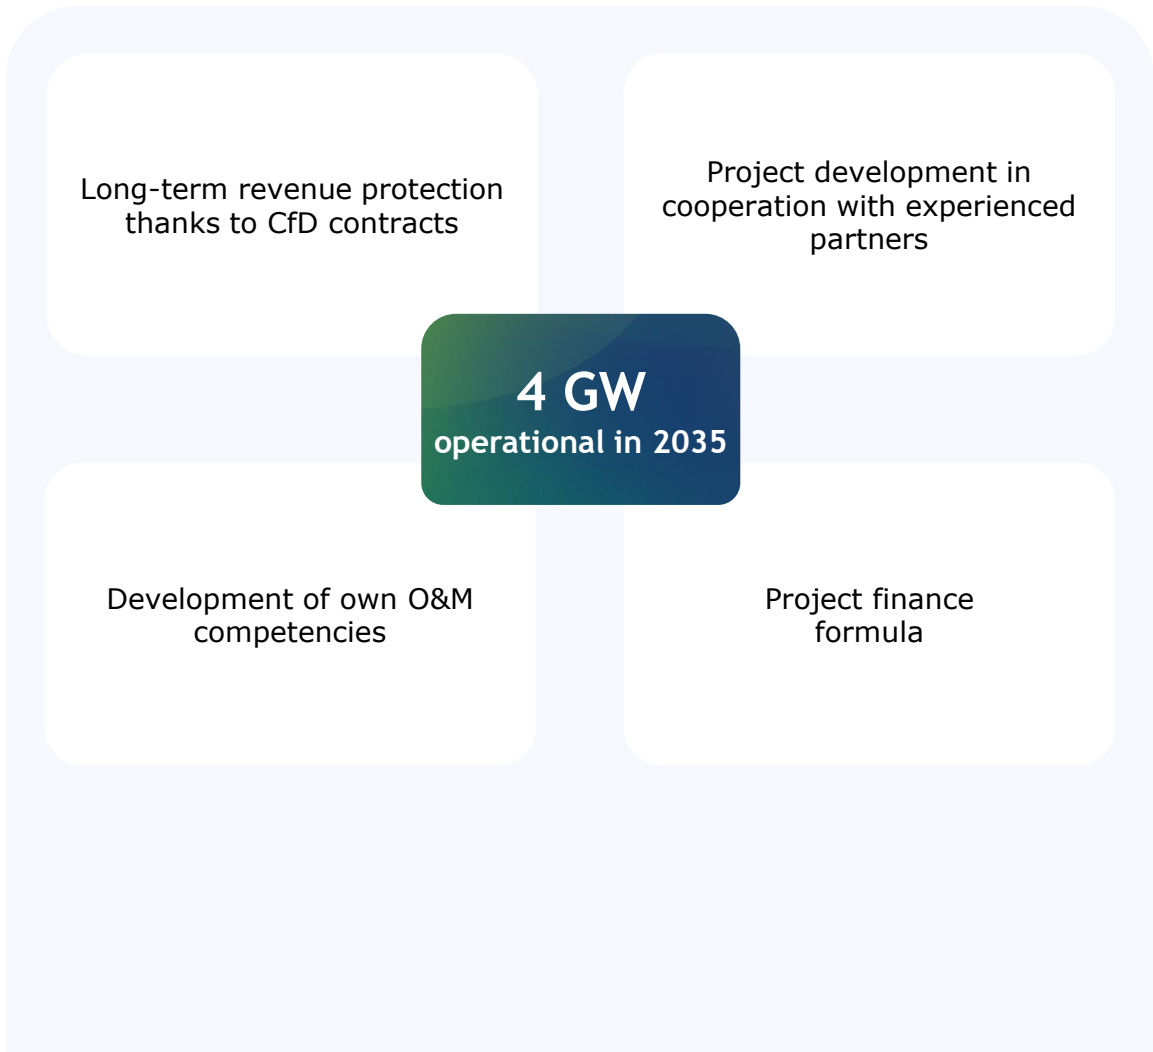 Long-term revenue protection
thanks to CfD contracts
Project development in
cooperation with experienced
partners
4 GW
operational in 2035
Development of own O&M
competencies
Project finance
formula